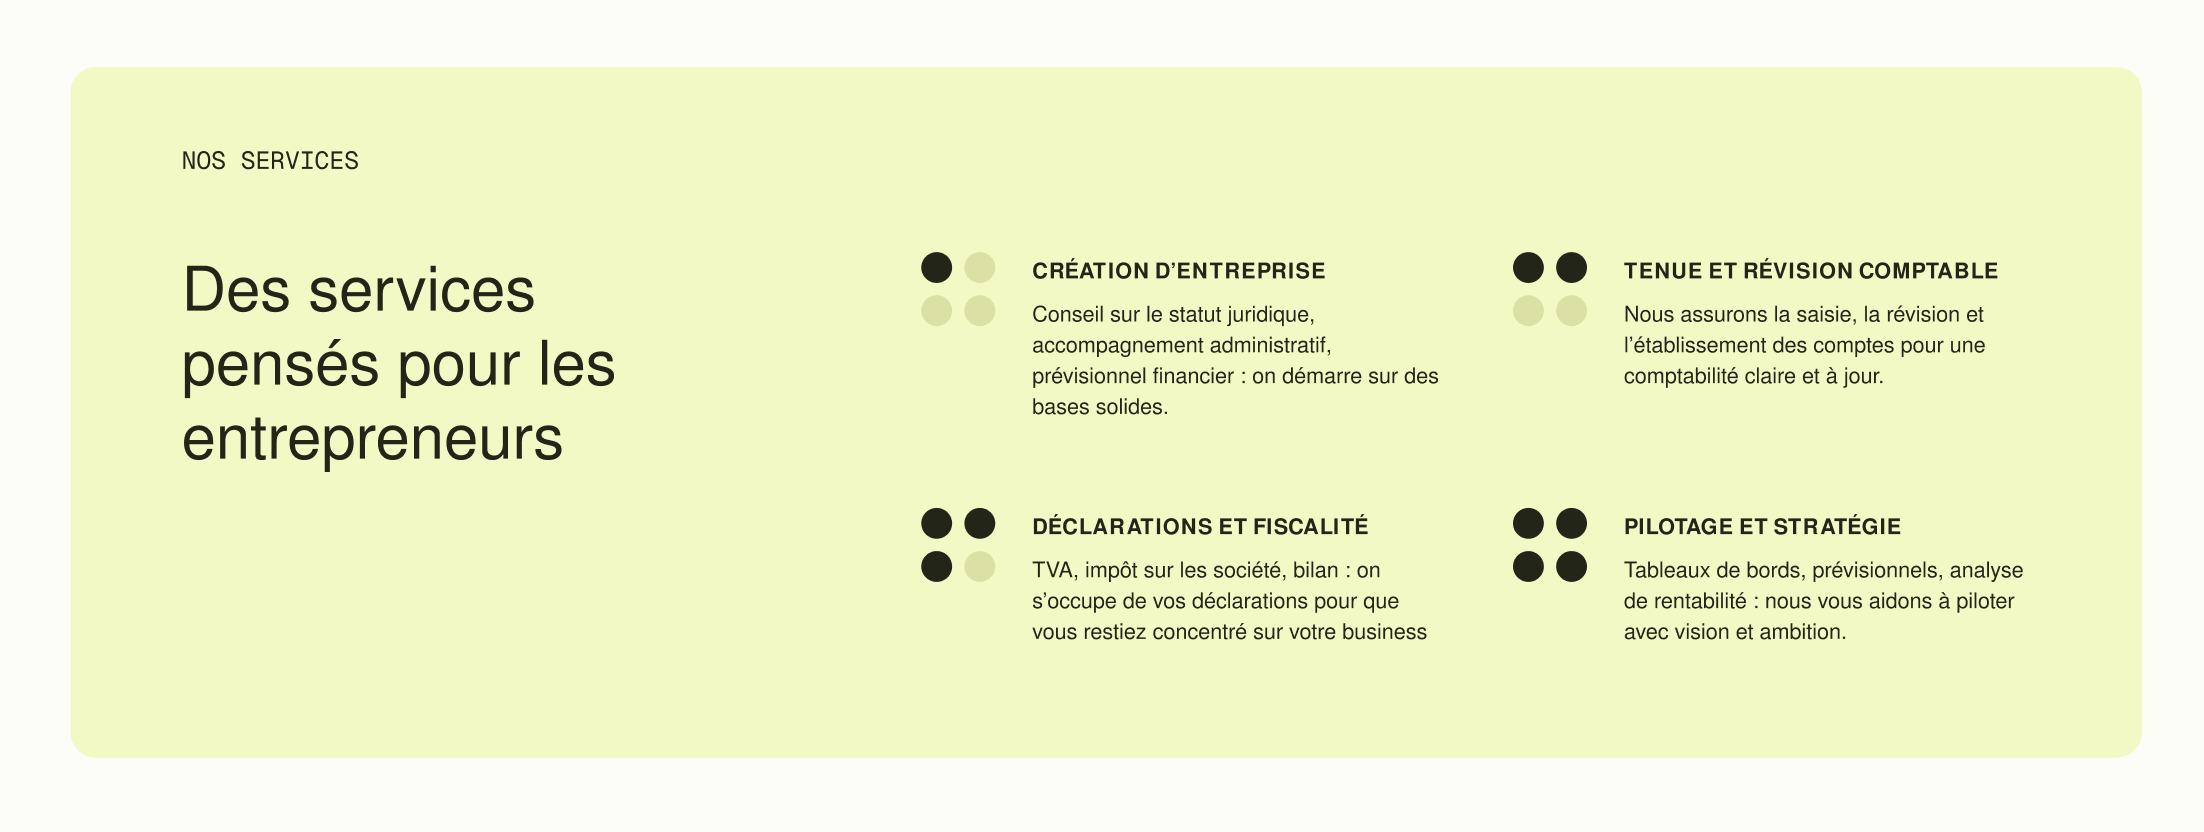 NOS SERVICES
Des services
pensés pour les
entrepreneurs
CRÉATION D’ENTREPRISE
Conseil sur le statut juridique,
accompagnement administratif,
prévisionnel financier : on démarre sur des
bases solides.
TENUE ET RÉVISION COMPTABLE
Nous assurons la saisie, la révision et
l’établissement des comptes pour une
comptabilité claire et à jour.
DÉCLARATIONS ET FISCALITÉ
TVA, impôt sur les société, bilan : on
s’occupe de vos déclarations pour que
vous restiez concentré sur votre business
PILOTAGE ET STRATÉGIE
Tableaux de bords, prévisionnels, analyse
de rentabilité : nous vous aidons à piloter
avec vision et ambition.